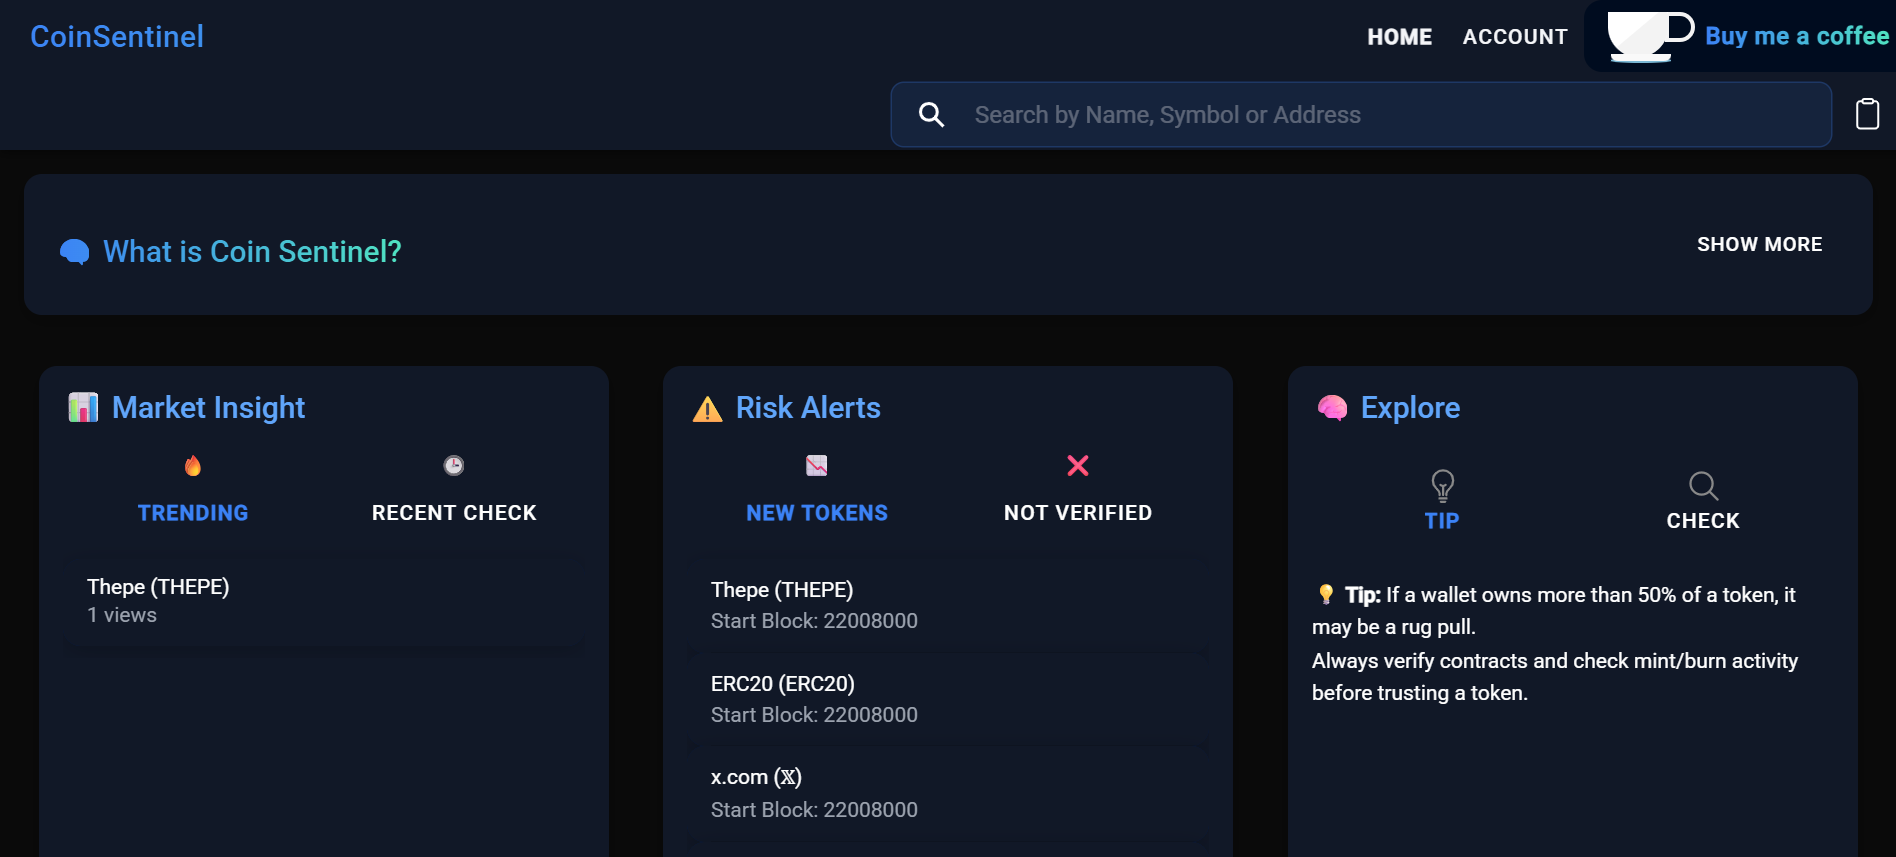 CoinSentinel
HOME
ACCOUNT
Buy me a coffee
Search by Name, Symbol or Address
What is Coin Sentinel?
SHOW MORE
Market Insight
TRENDING
RECENT CHECK
Thepe (THEPE)
1 views
Risk Alerts
NEW TOKENS
NOT VERIFIED
Thepe (THEPE)
Start Block: 22008000
ERC20 (ERC20)
Start Block: 22008000
x.com (𝕏)
Start Block: 22008000
Explore
TIP
CHECK
Tip: If a wallet owns more than 50% of a token, it
may be a rug pull.
Always verify contracts and check mint/burn activity
before trusting a token.